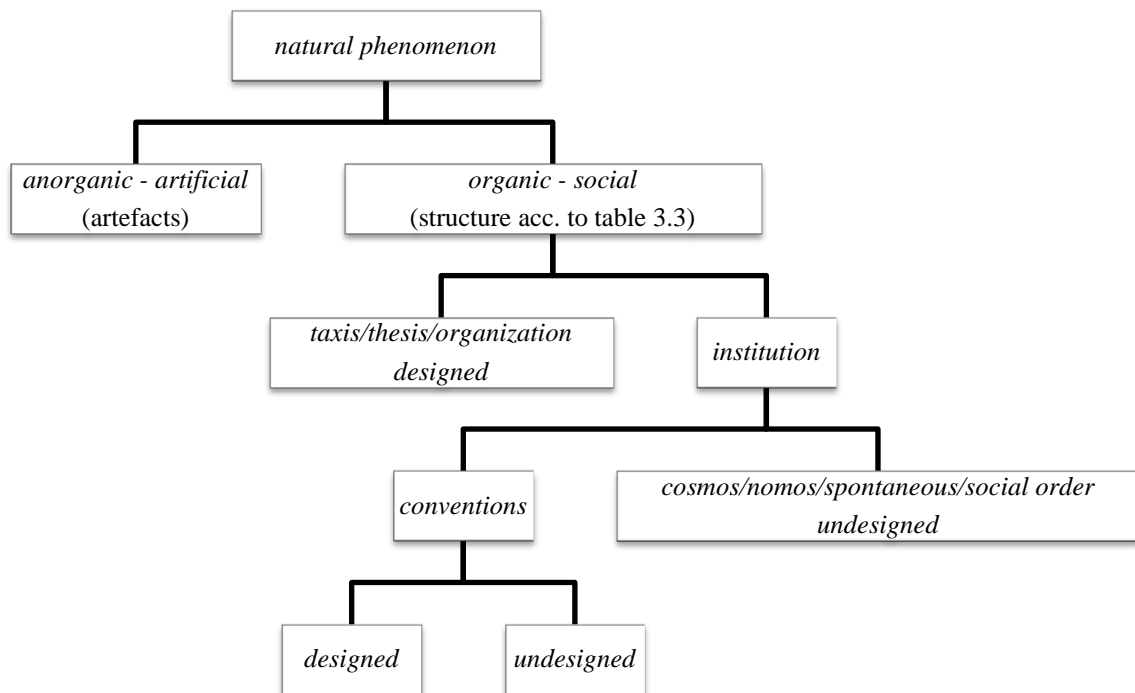 natural phenomenon
anorganic - artificial
(artefacts)
organic - social
(structure acc. to table 3.3)
taxis/thesis/organization
designed
institution
conventions
cosmos/nomos/spontaneous/social order
undesigned
designed
undesigned